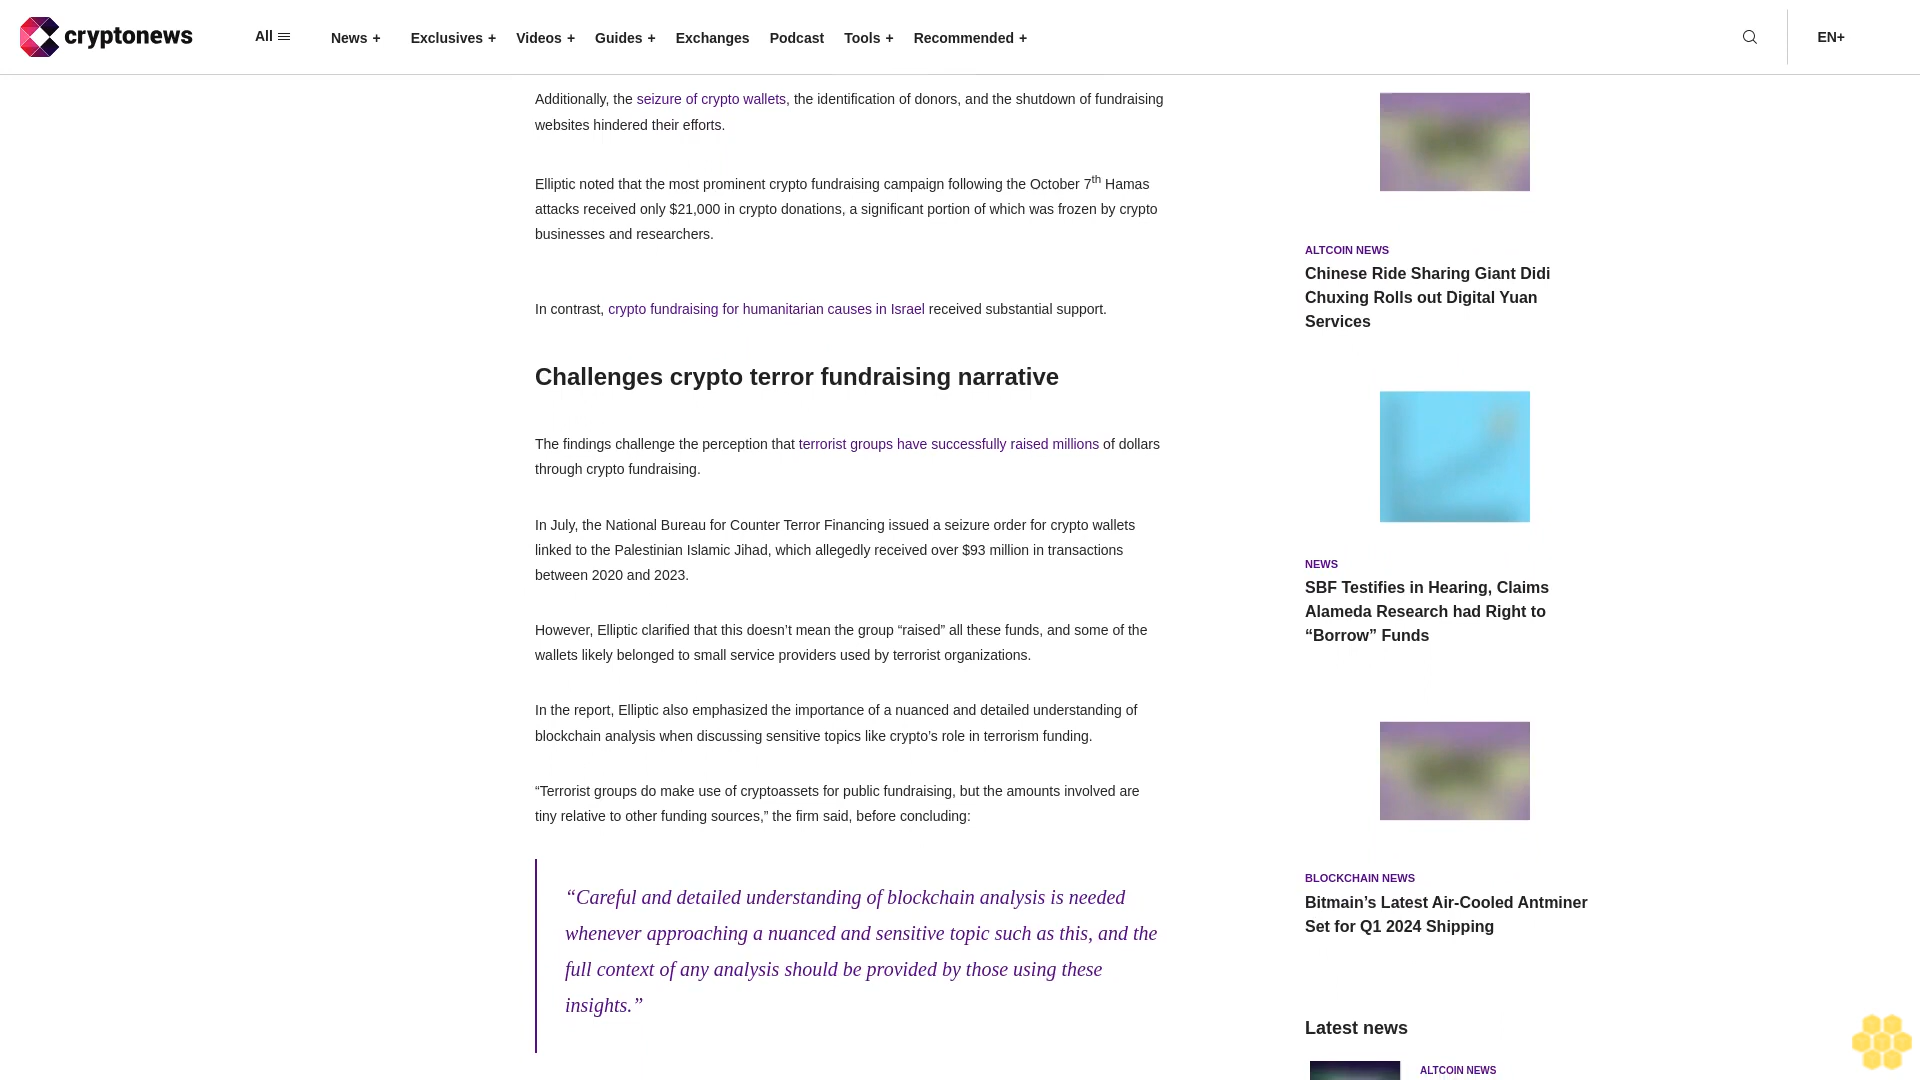 cryptonews
All
News +
Exclusives +
Videos +
Guides +
Exchanges
Podcast
Tools +
Recommended +
EN+
Additionally, the seizure of crypto wallets, the identification of donors, and the shutdown of fundraising
websites hindered their efforts.
Elliptic noted that the most prominent crypto fundraising campaign following the October 7th Hamas
attacks received only $21,000 in crypto donations, a significant portion of which was frozen by crypto
businesses and researchers.
In contrast, crypto fundraising for humanitarian causes in Israel received substantial support.
Challenges crypto terror fundraising narrative
The findings challenge the perception that terrorist groups have successfully raised millions of dollars
through crypto fundraising.
In July, the National Bureau for Counter Terror Financing issued a seizure order for crypto wallets
linked to the Palestinian Islamic Jihad, which allegedly received over $93 million in transactions
between 2020 and 2023.
However, Elliptic clarified that this doesn’t mean the group “raised” all these funds, and some of the
wallets likely belonged to small service providers used by terrorist organizations.
In the report, Elliptic also emphasized the importance of a nuanced and detailed understanding of
blockchain analysis when discussing sensitive topics like crypto’s role in terrorism funding.
“Terrorist groups do make use of cryptoassets for public fundraising, but the amounts involved are
tiny relative to other funding sources,” the firm said, before concluding:
“Careful and detailed understanding of blockchain analysis is needed
whenever approaching a nuanced and sensitive topic such as this, and the
full context of any analysis should be provided by those using these
insights.”
ALTCOIN NEWS
Chinese Ride Sharing Giant Didi
Chuxing Rolls out Digital Yuan
Services
NEWS
SBF Testifies in Hearing, Claims
Alameda Research had Right to
“Borrow” Funds
BLOCKCHAIN NEWS
Bitmain’s Latest Air-Cooled Antminer
Set for Q1 2024 Shipping
Latest news
ALTCOIN NEWS